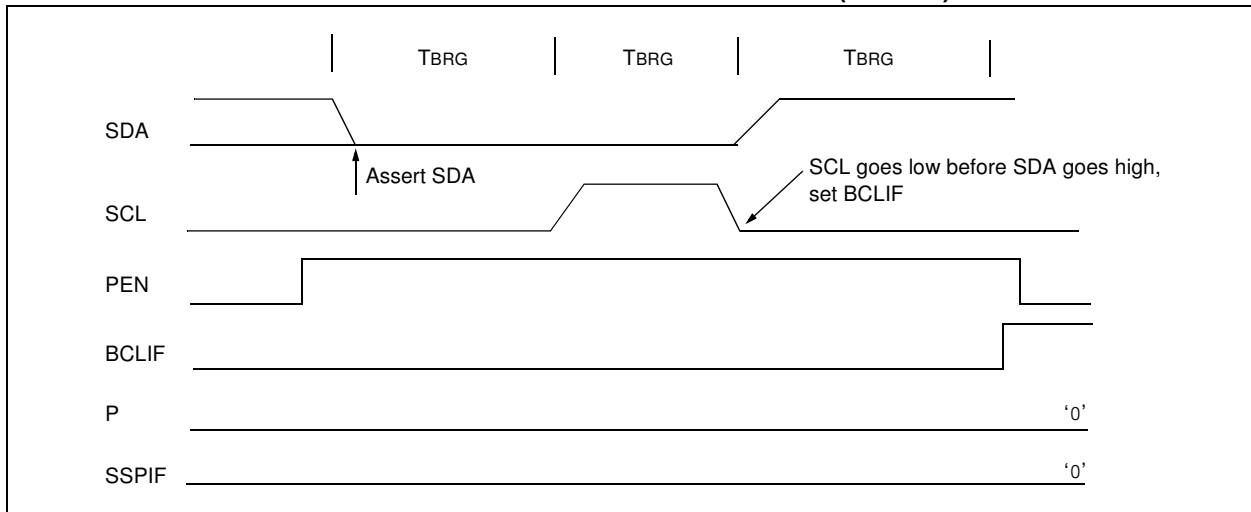 TBRG TBRG TBRG
SDA
Assert SDA
SCL goes low before SDA goes high,
set BCLIF
SCL
PEN
BCLIF
P
‘0’
SSPIF
‘0’